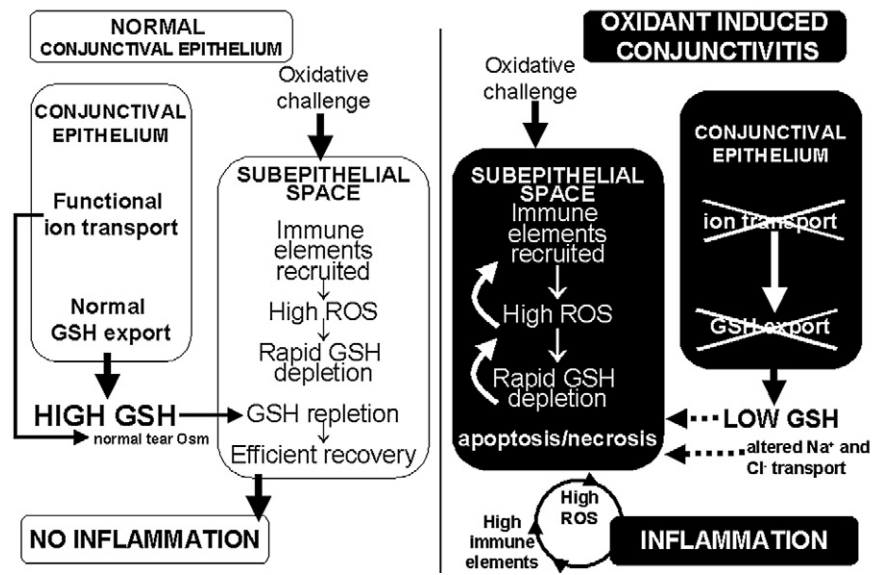 NORMAL
CONJUNCTIVAL EPITHELIUM
CONJUNCTIVAL
EPITHELIUM
Functional
ion transport
Normal
GSH export
HIGH GSH
normal tear Osm
Oxidative
challenge
SUBEPITHELIAL
SPACE
Immune
elements
recruited
High ROS
Rapid GSH
depletion
GSH repletion
Efficient recovery
NO INFLAMMATION
OXIDANT INDUCED
CONJUNCTIVITIS
Oxidative
challenge
SUBEPITHELIAL
SPACE
Immune
elements
recruited
High ROS
Rapid GSH
depletion
apoptosis/necrosis
CONJUNCTIVAL
EPITHELIUM
ion transport
GSH export
LOW GSH
altered Na⁺ and
Cl⁻ transport
High
ROS
High
immune
elements
INFLAMMATION